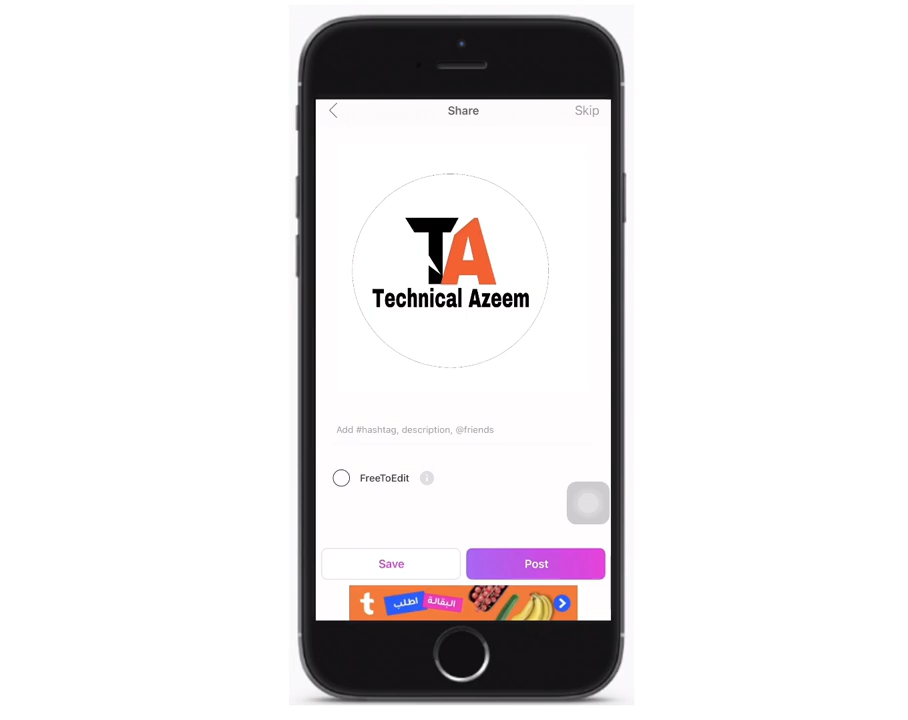 Share
Skip
TA
Technical Azeem
Add #hashtag, description, @friends
FreeToEdit
Save
Post
t
اطلب
البقالة